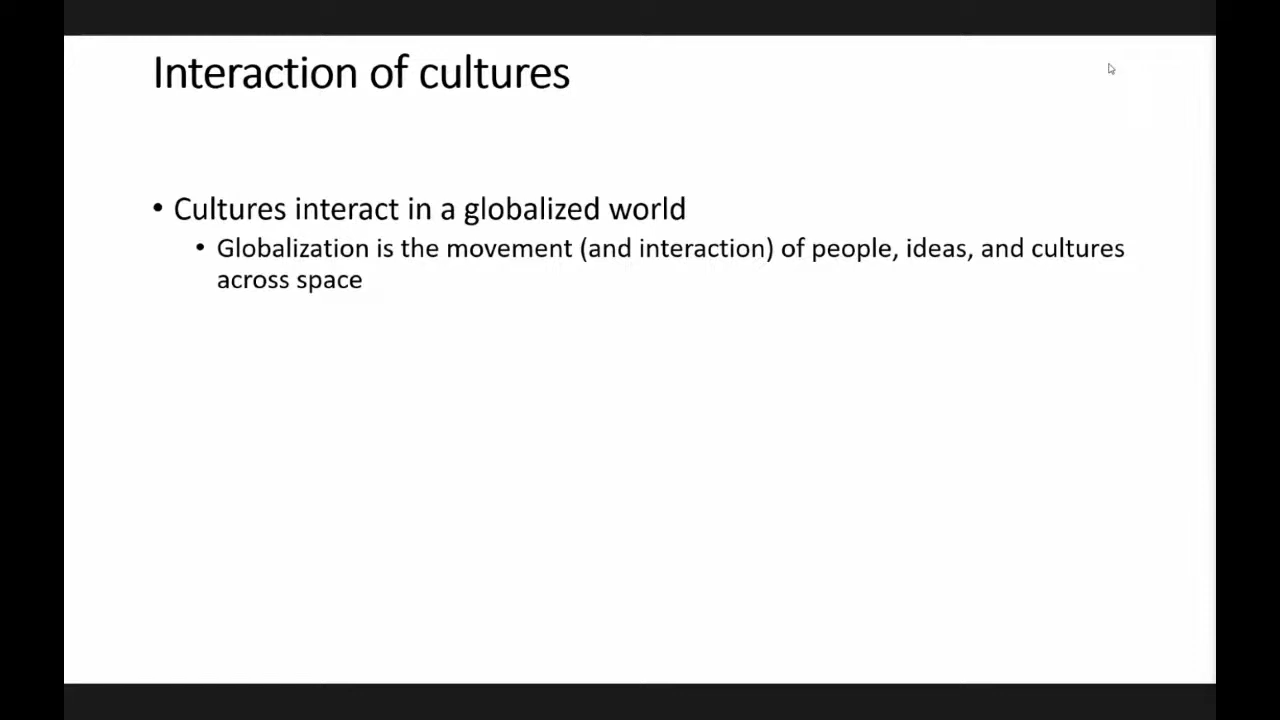 Interaction of cultures
• Cultures interact in a globalized world
• Globalization is the movement (and interaction) of people, ideas, and cultures
across space